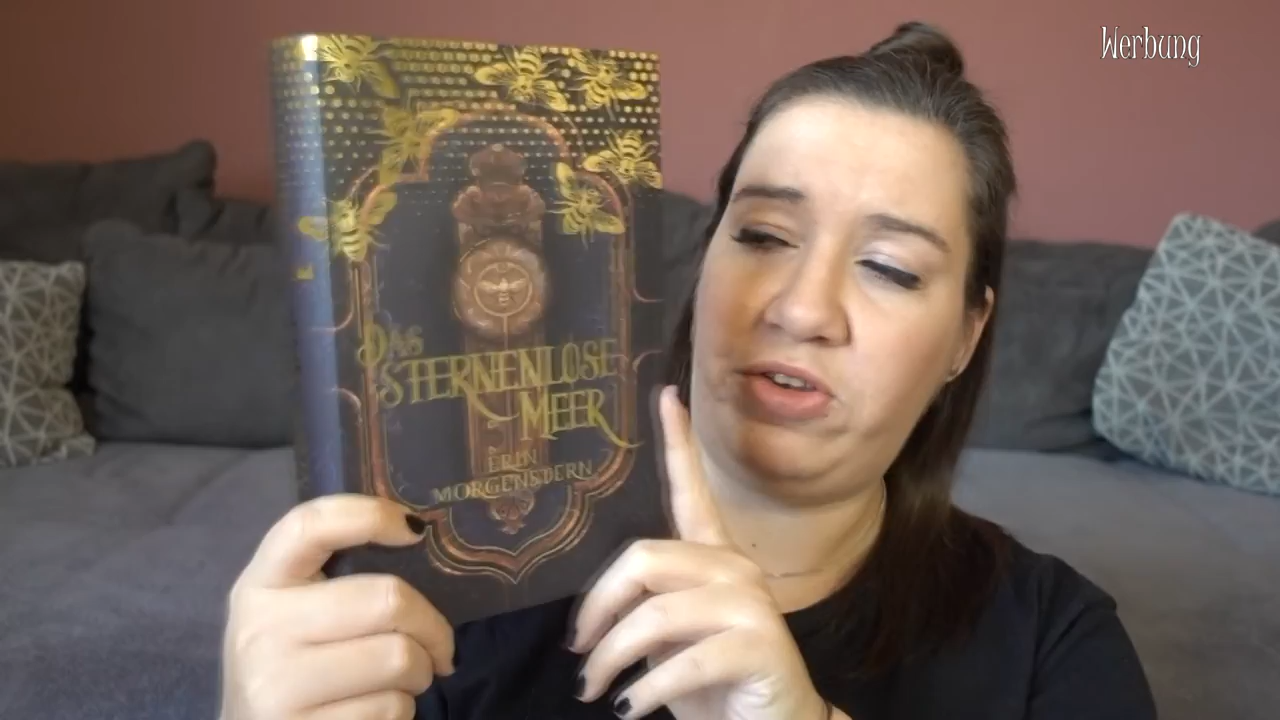 Werbung
DAS
STERNENLOSE
MEER
ERIN
MORGENSTERN